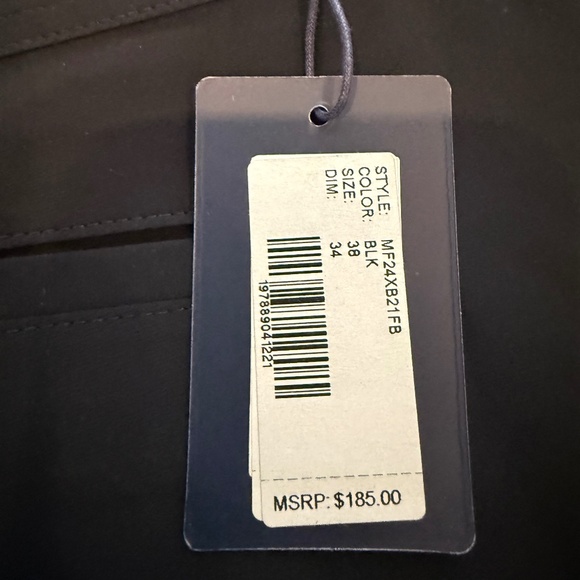 STYLE: MF24XB21FB
COLOR: BLK
SIZE: 38
DIM: 34
197889041221
MSRP: $185.00